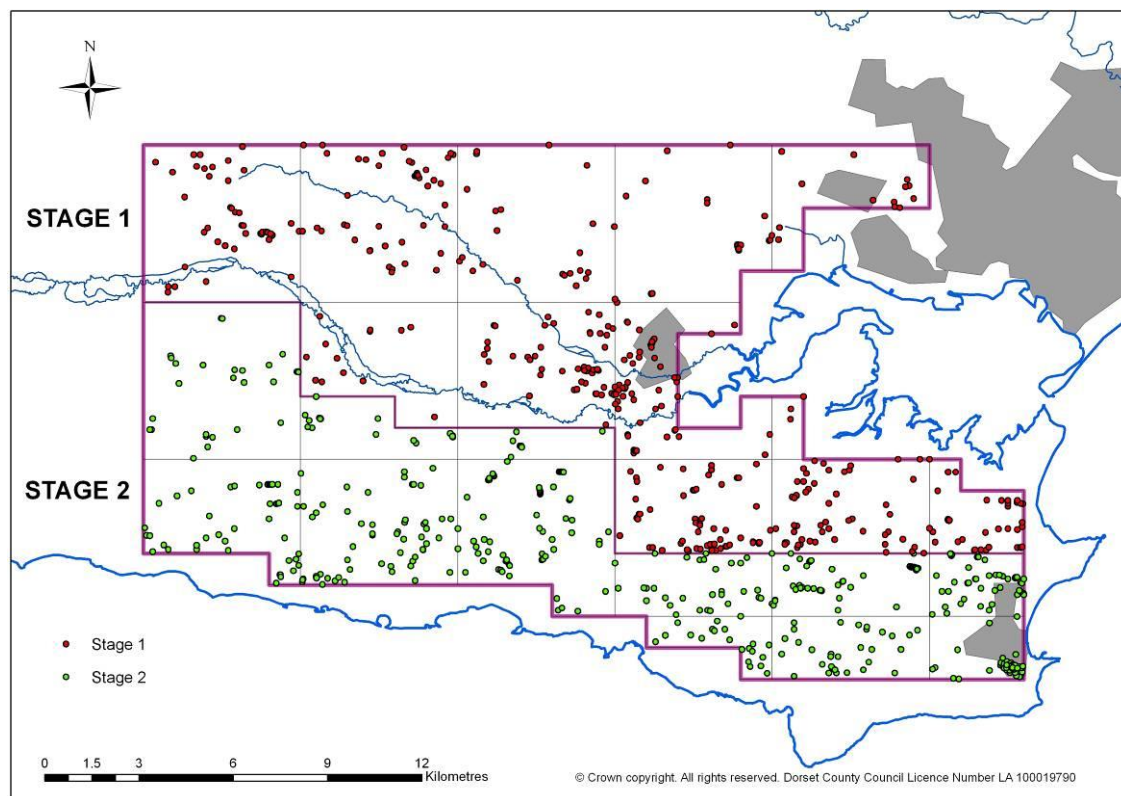 N
STAGE 1
STAGE 2
Stage 1
Stage 2
0 1.5 3 6 9 12
Kilometres
© Crown copyright. All rights reserved. Dorset County Council Licence Number LA 100019790